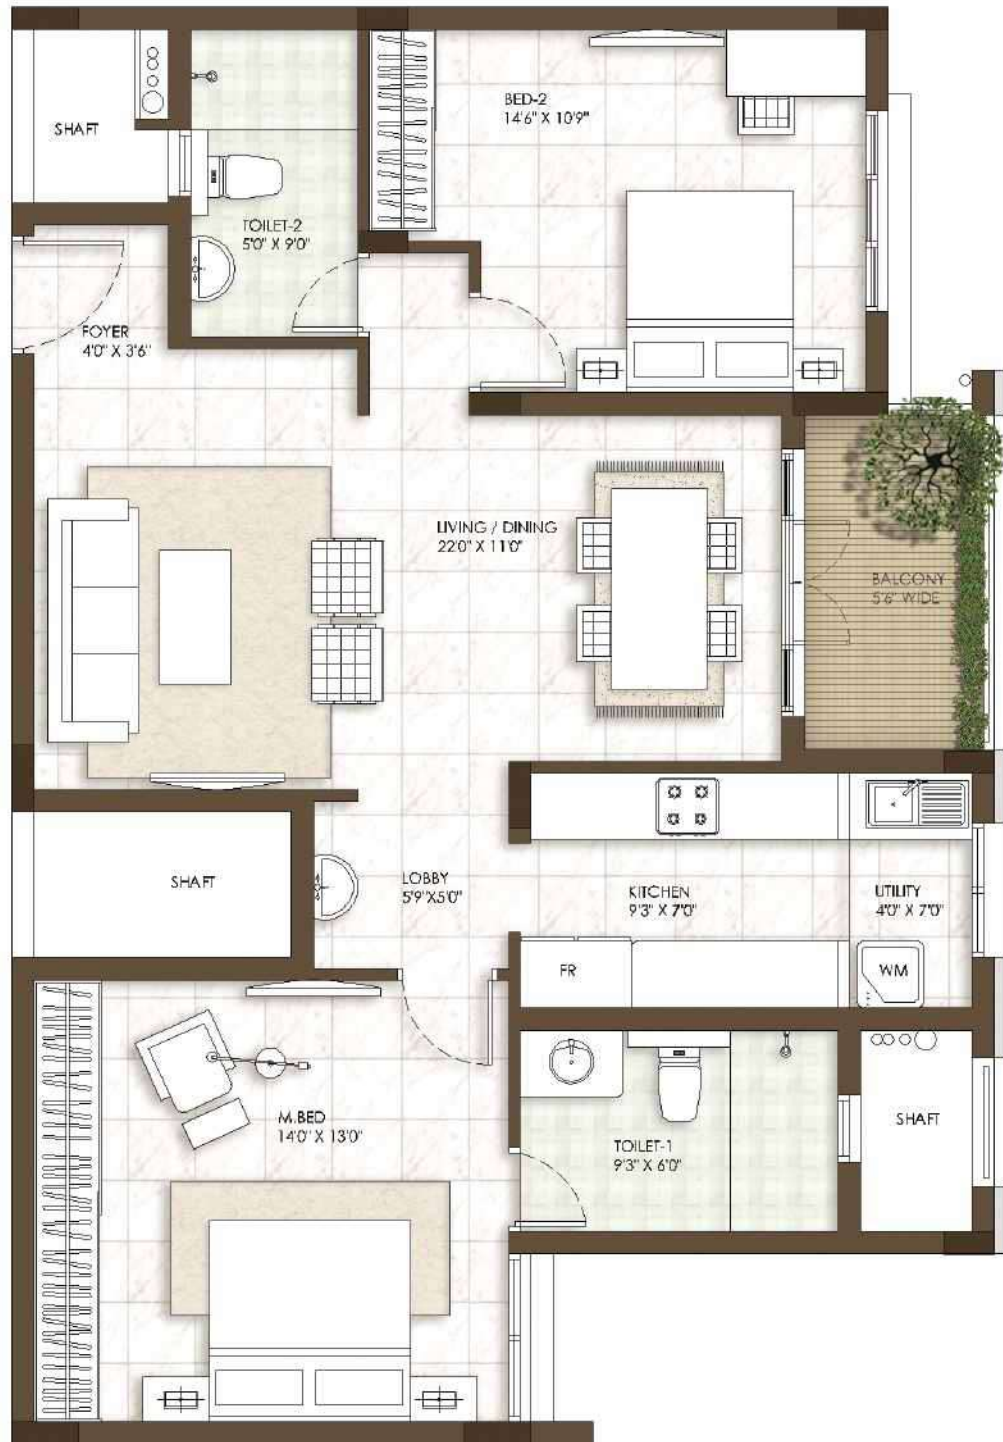 SHAFT
BED-2
14'6" X 10'9"
TOILET-2
5'0" X 9'0"
FOYER
4'0" X 3'6"
LIVING / DINING
22'0" X 11'0"
BALCONY
5'6" WIDE
SHAFT
LOBBY
5'9"X5'0"
KITCHEN
9'3" X 7'0"
UTILITY
4'0" X 7'0"
FR
WM
M.BED
14'0" X 13'0"
TOILET-1
9'3" X 6'0"
SHAFT